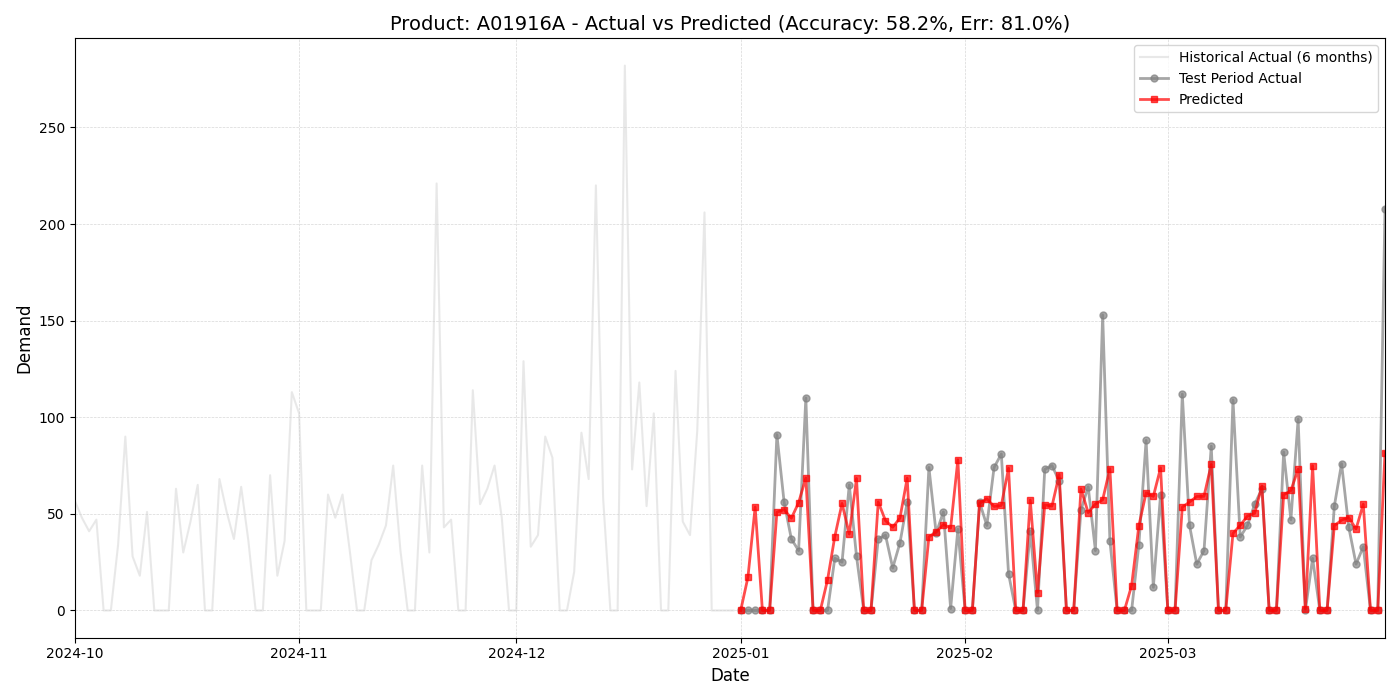 Product: A01916A - Actual vs Predicted (Accuracy: 58.2%, Err: 81.0%)
Historical Actual (6 months)
Test Period Actual
Predicted
250
200
150
100
50
0
Demand
2024-10
2024-11
2024-12
2025-01
2025-02
2025-03
Date